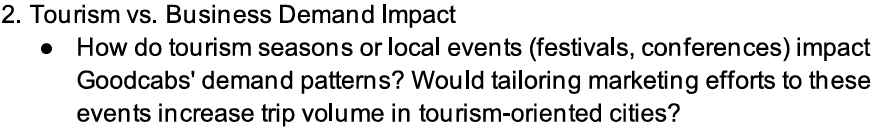 2. Tourism vs. Business Demand Impact
● How do tourism seasons or local events (festivals, conferences) impact
Goodcabs' demand patterns? Would tailoring marketing efforts to these
events increase trip volume in tourism-oriented cities?